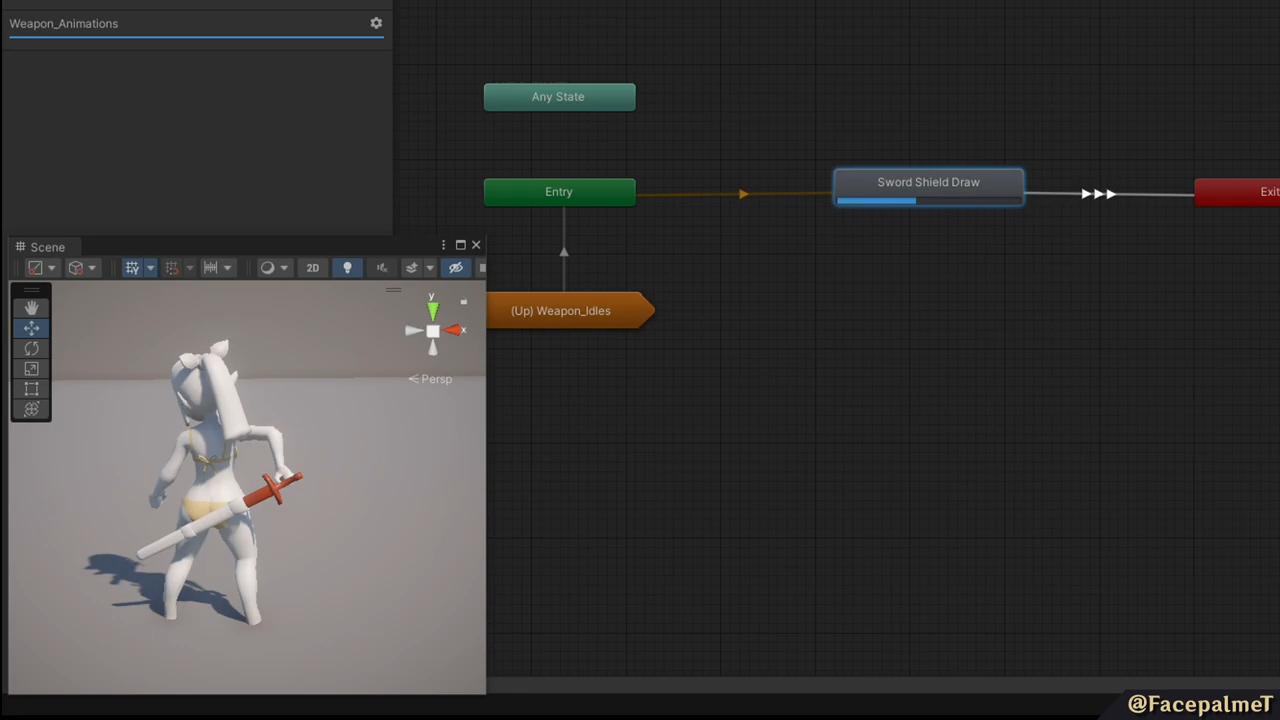 Weapon_Animations
Any State
Entry
Sword Shield Draw
Exit
Scene
2D
(Up) Weapon_Idles
y
x
Persp
@FacepalmeT